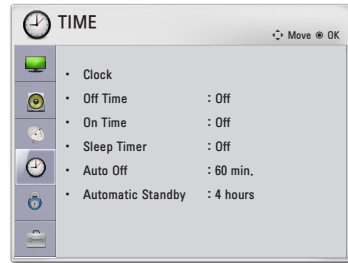 TIME
Move ◉ OK
• Clock
• Off Time : Off
• On Time : Off
• Sleep Timer : Off
• Auto Off : 60 min.
• Automatic Standby : 4 hours